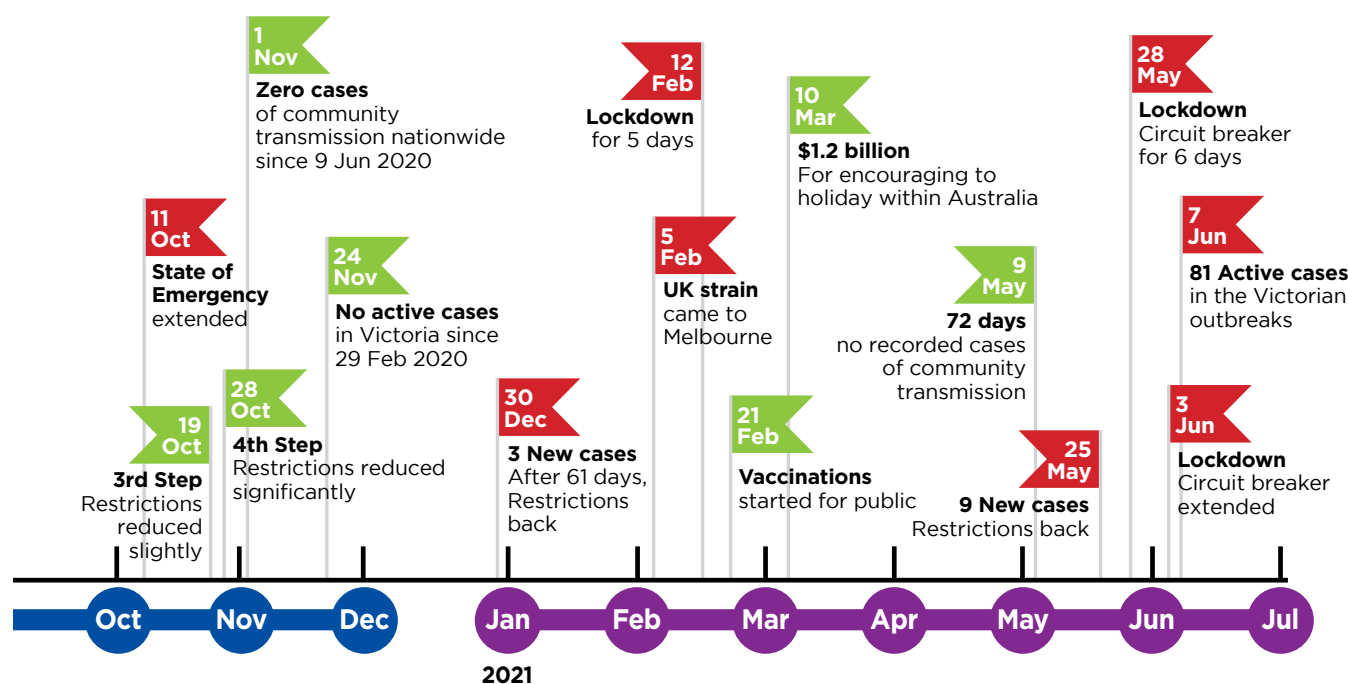 1
Nov
Zero cases
of community
transmission nationwide
since 9 Jun 2020
12
Feb
Lockdown
for 5 days
10
Mar
$1.2 billion
For encouraging to
holiday within Australia
28
May
Lockdown
Circuit breaker
for 6 days
11
Oct
State of
Emergency
extended
24
Nov
No active cases
in Victoria since
29 Feb 2020
5
Feb
UK strain
came to
Melbourne
9
May
72 days
no recorded cases
of community
transmission
7
Jun
81 Active cases
in the Victorian
outbreaks
19
Oct
3rd Step
Restrictions
reduced
slightly
28
Oct
4th Step
Restrictions reduced
significantly
30
Dec
3 New cases
After 61 days,
Restrictions
back
21
Feb
Vaccinations
started for public
25
May
9 New cases
Restrictions back
3
Jun
Lockdown
Circuit breaker
extended
Oct Nov Dec Jan Feb Mar Apr May Jun Jul
2021